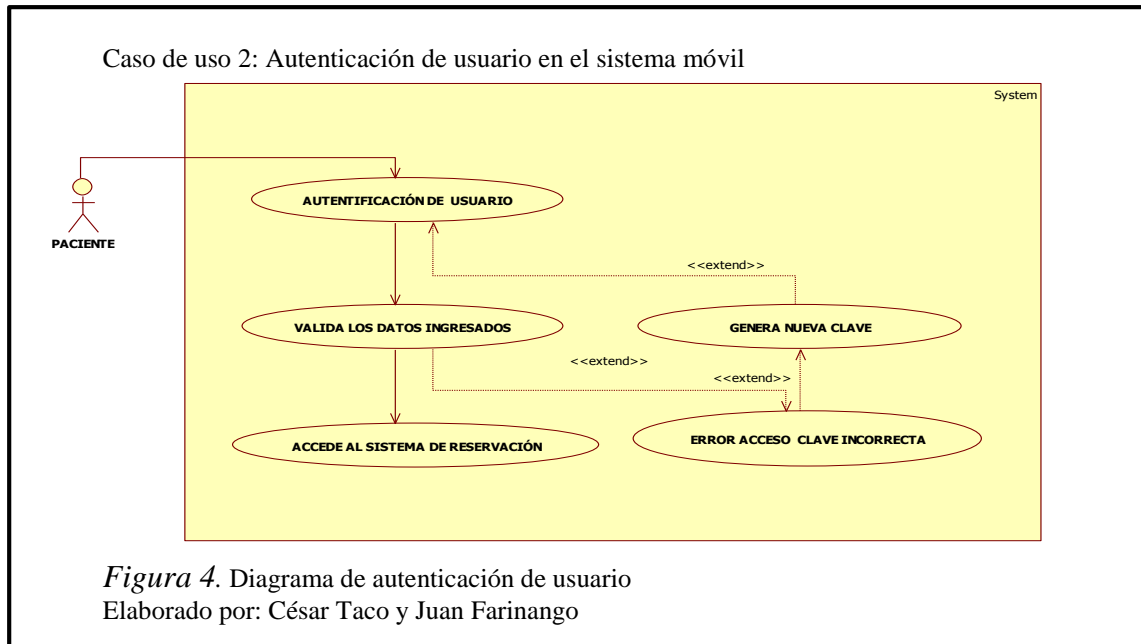 Caso de uso 2: Autenticación de usuario en el sistema móvil
System
AUTENTIFICACIÓN DE USUARIO
PACIENTE
<<extend>>
VALIDA LOS DATOS INGRESADOS
GENERA NUEVA CLAVE
<<extend>>
<<extend>>
ACCEDE AL SISTEMA DE RESERVACIÓN
ERROR ACCESO CLAVE INCORRECTA
Figura 4. Diagrama de autenticación de usuario
Elaborado por: César Taco y Juan Farinango